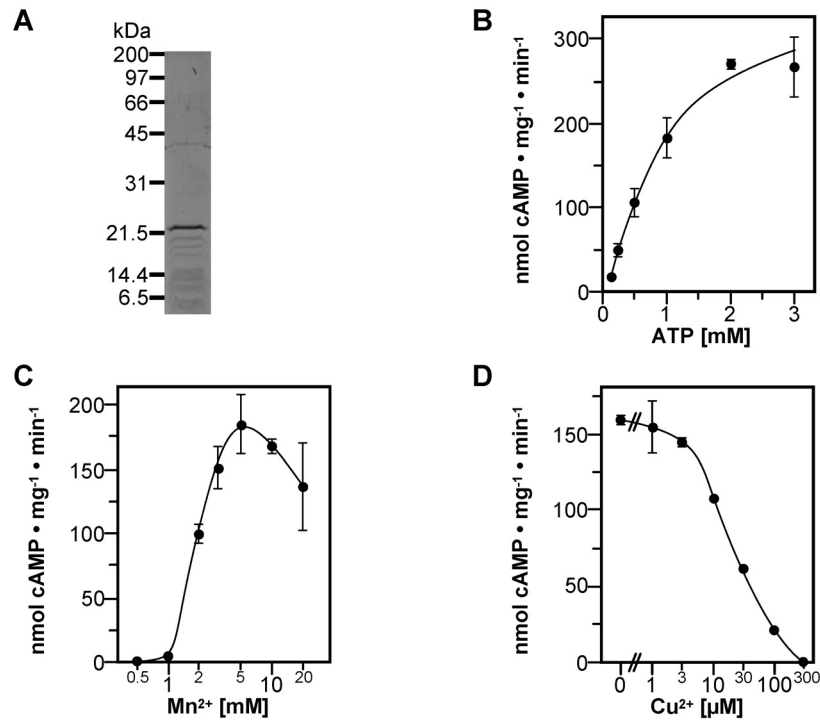 A
kDa
200
97
66
45
31
21.5
14.4
6.5
B
nmol cAMP • mg-1 • min-1
300
200
100
0
0 1 2 3
ATP [mM]
C
nmol cAMP • mg-1 • min-1
200
150
100
50
0
0.5 1 2 5 10 20
Mn2+ [mM]
D
nmol cAMP • mg-1 • min-1
150
100
50
0
0 1 3 10 30 100 300
Cu2+ [µM]